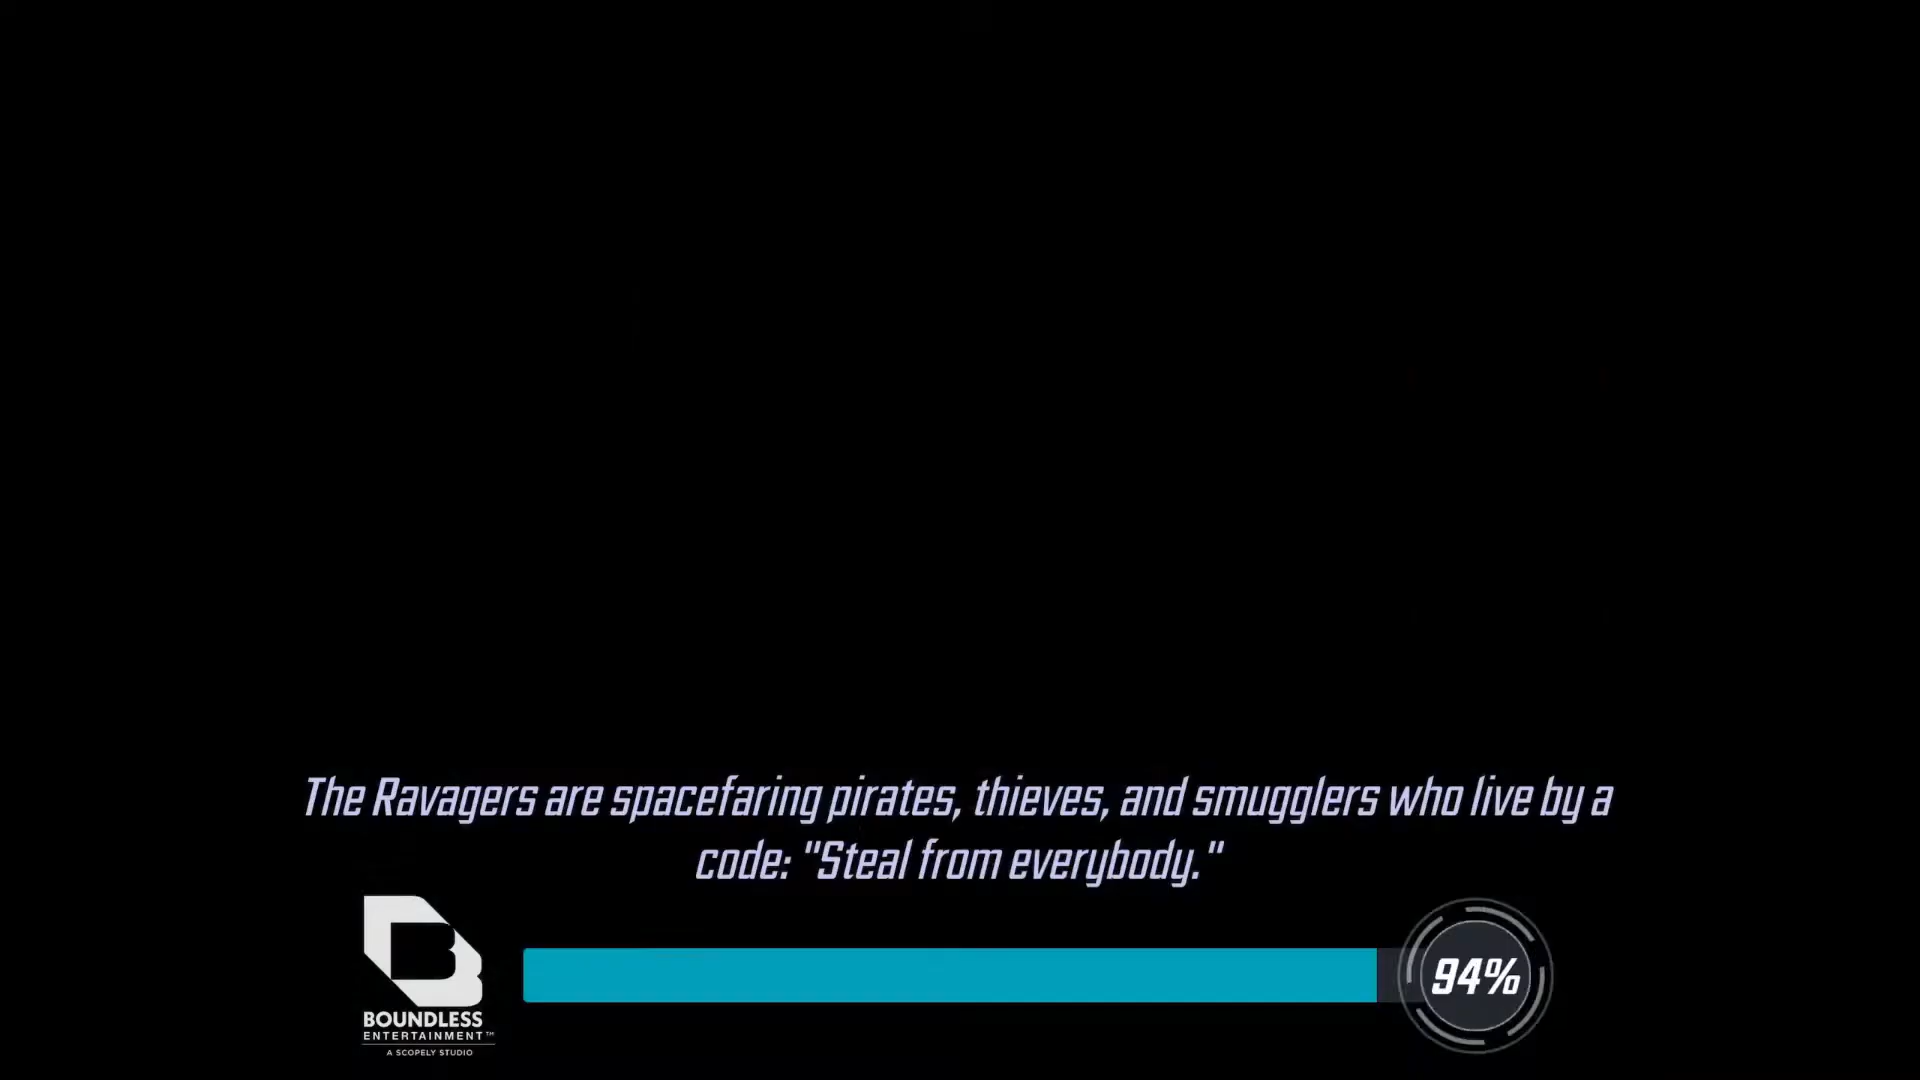 The Ravagers are spacefaring pirates, thieves, and smugglers who live by a
code: "Steal from everybody."
94%
BOUNDLESS
ENTERTAINMENT™
A SCOPELY STUDIO